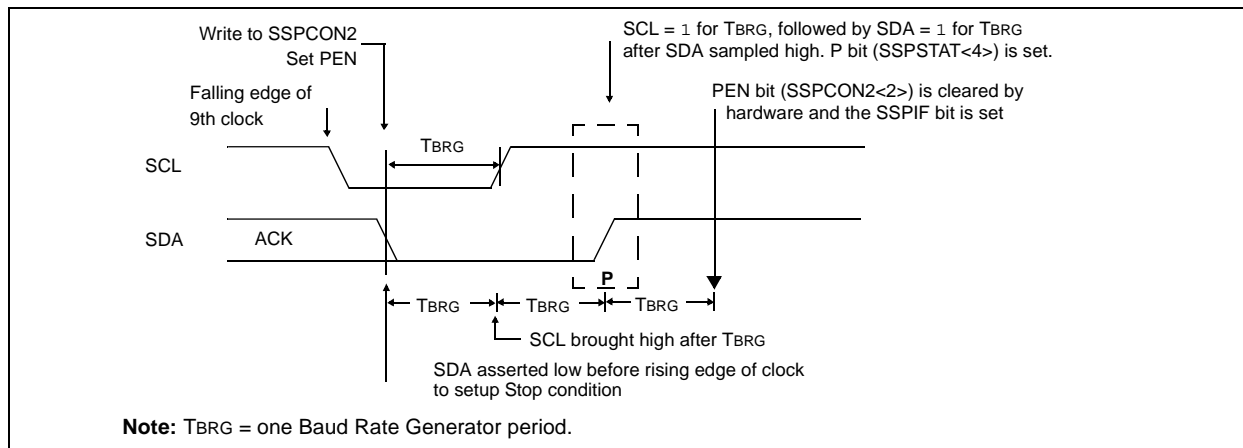 Write to SSPCON2
Set PEN
SCL = 1 for TBRG, followed by SDA = 1 for TBRG
after SDA sampled high. P bit (SSPSTAT<4>) is set.
Falling edge of
9th clock
PEN bit (SSPCON2<2>) is cleared by
hardware and the SSPIF bit is set
TBRG
SCL
SDA
ACK
P
TBRG
TBRG
TBRG
SCL brought high after TBRG
SDA asserted low before rising edge of clock
to setup Stop condition
Note: TBRG = one Baud Rate Generator period.